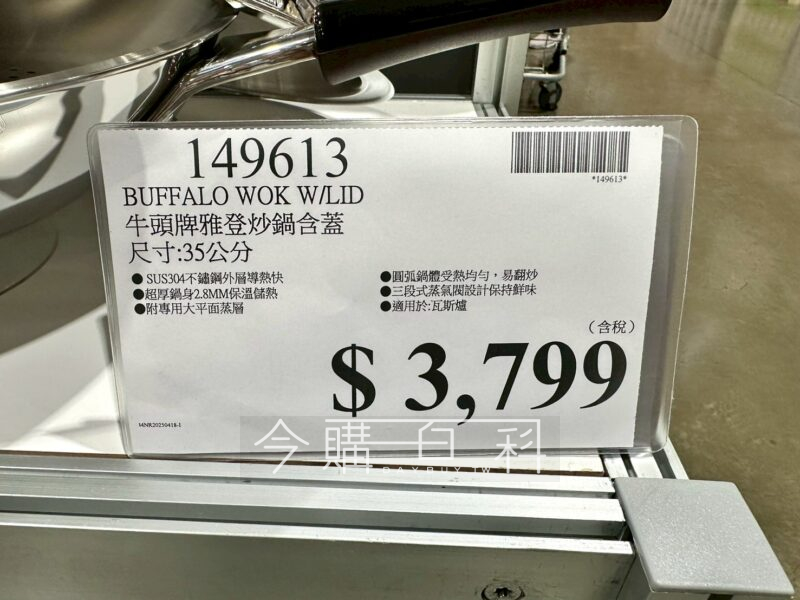 149613
*149613*
BUFFALO WOK W/LID
牛頭牌雅登炒鍋含蓋
尺寸:35公分
●SUS304不鏽鋼外層導熱快
●超厚鍋身2.8MM保溫儲熱
●附專用大平面蒸層
●圓弧鍋體受熱均勻，易翻炒
●三段式蒸氣閥設計保持鮮味
●適用於:瓦斯爐
（含稅）
$ 3,799
MNR20250418-1
今購百科
DAYBUY.TW